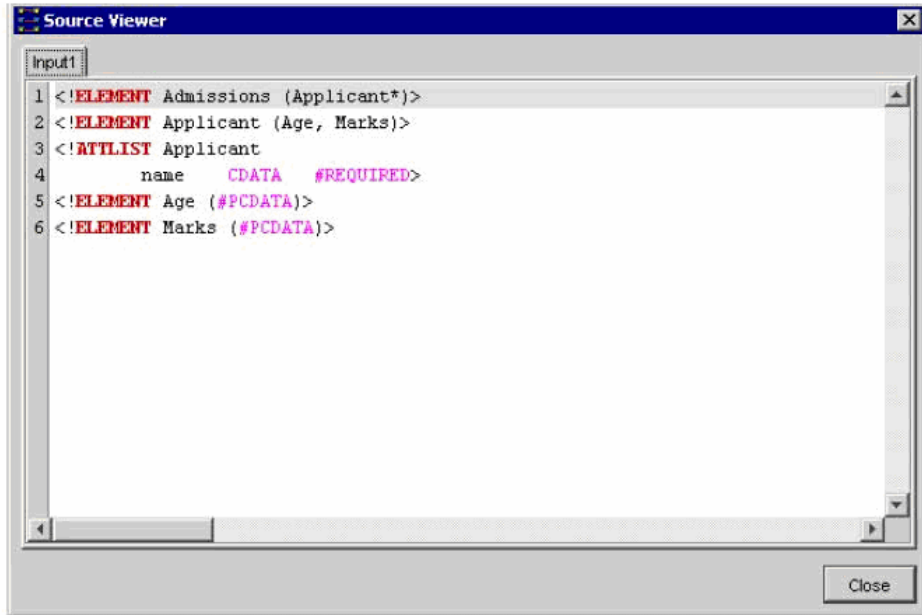 Source Viewer
Input1
1 <!ELEMENT Admissions (Applicant*)>
2 <!ELEMENT Applicant (Age, Marks)>
3 <!ATTLIST Applicant
4 name CDATA #REQUIRED>
5 <!ELEMENT Age (#PCDATA)>
6 <!ELEMENT Marks (#PCDATA)>
Close